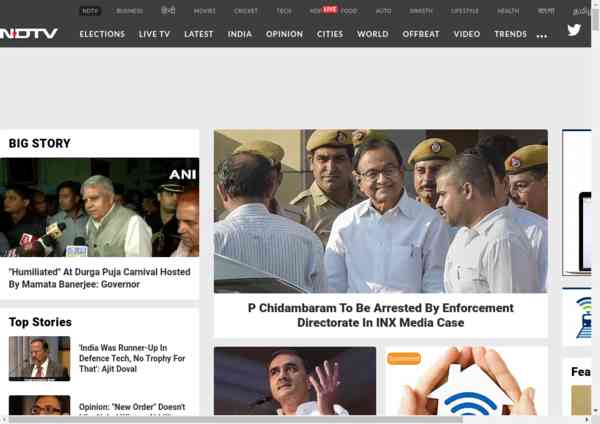 NDTV BUSINESS हिन्दी MOVIES CRICKET TECH HOP LIVE FOOD AUTO SWASTH LIFESTYLE HEALTH বাংলা தமிழ்
NDTV ELECTIONS LIVE TV LATEST INDIA OPINION CITIES WORLD OFFBEAT VIDEO TRENDS
BIG STORY
ANI
"Humiliated" At Durga Puja Carnival Hosted
By Mamata Banerjee: Governor
P Chidambaram To Be Arrested By Enforcement
Directorate In INX Media Case
Top Stories
'India Was Runner-Up In
Defence Tech, No Trophy For
That': Ajit Doval
Opinion: "New Order" Doesn't
Sponsored
Fea